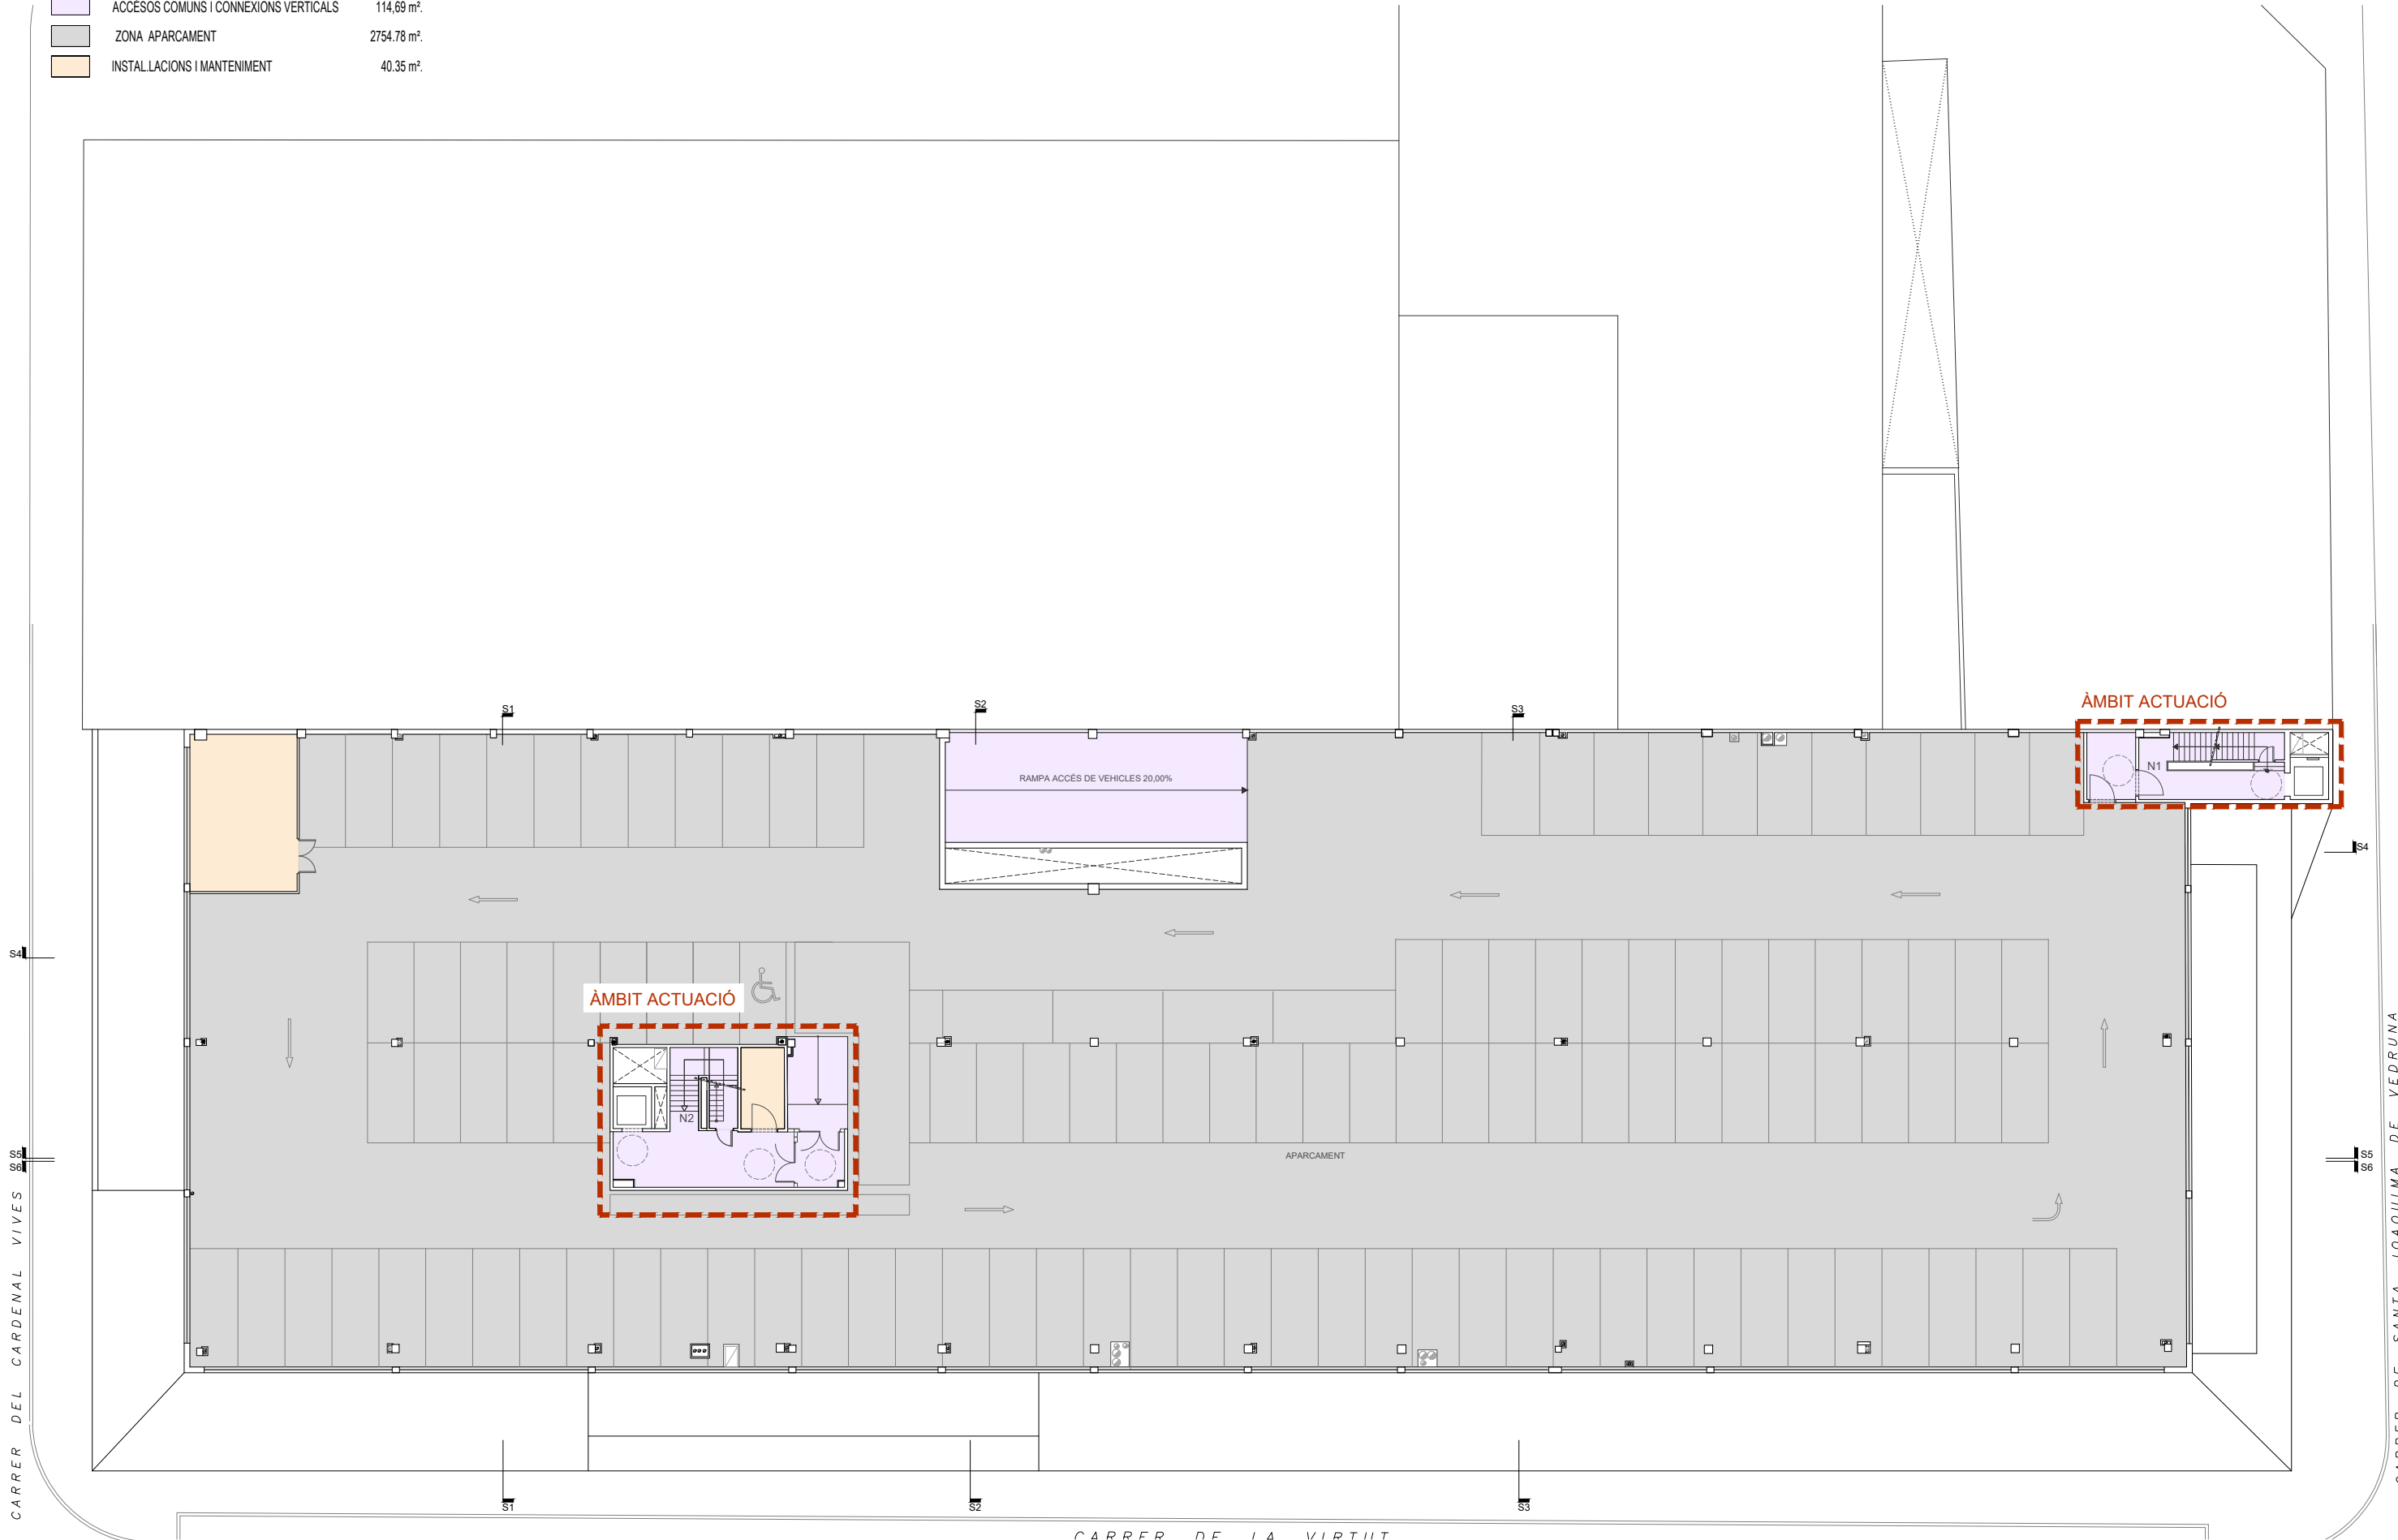 ACCÉSOS COMUNS I CONNEXIONS VERTICALS 114,69 m².
ZONA APARCAMENT 2754.78 m².
INSTAL.LACIONS I MANTENIMENT 40.35 m².
S1
S2
S3
ÀMBIT ACTUACIÓ
N1
RAMPA ACCÉS DE VEHICLES 20,00%
S4
S4
ÀMBIT ACTUACIÓ
N2
APARCAMENT
S5
S6
S5
S6
CARRER DEL CARDENAL VIVES
CARRER DE SANTA JOAQUIMA DE VEDRUNA
S1
S2
S3
CARRER DE LA VIRTUT